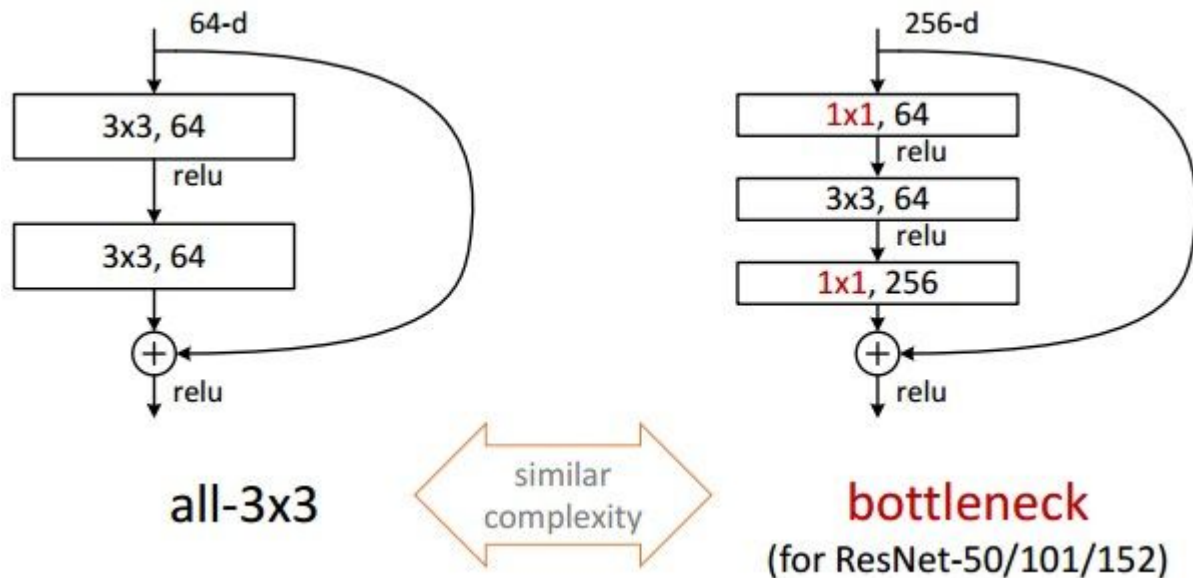 64-d
3x3, 64
relu
3x3, 64
+
relu
all-3x3
similar
complexity
256-d
1x1, 64
relu
3x3, 64
relu
1x1, 256
+
relu
bottleneck
(for ResNet-50/101/152)